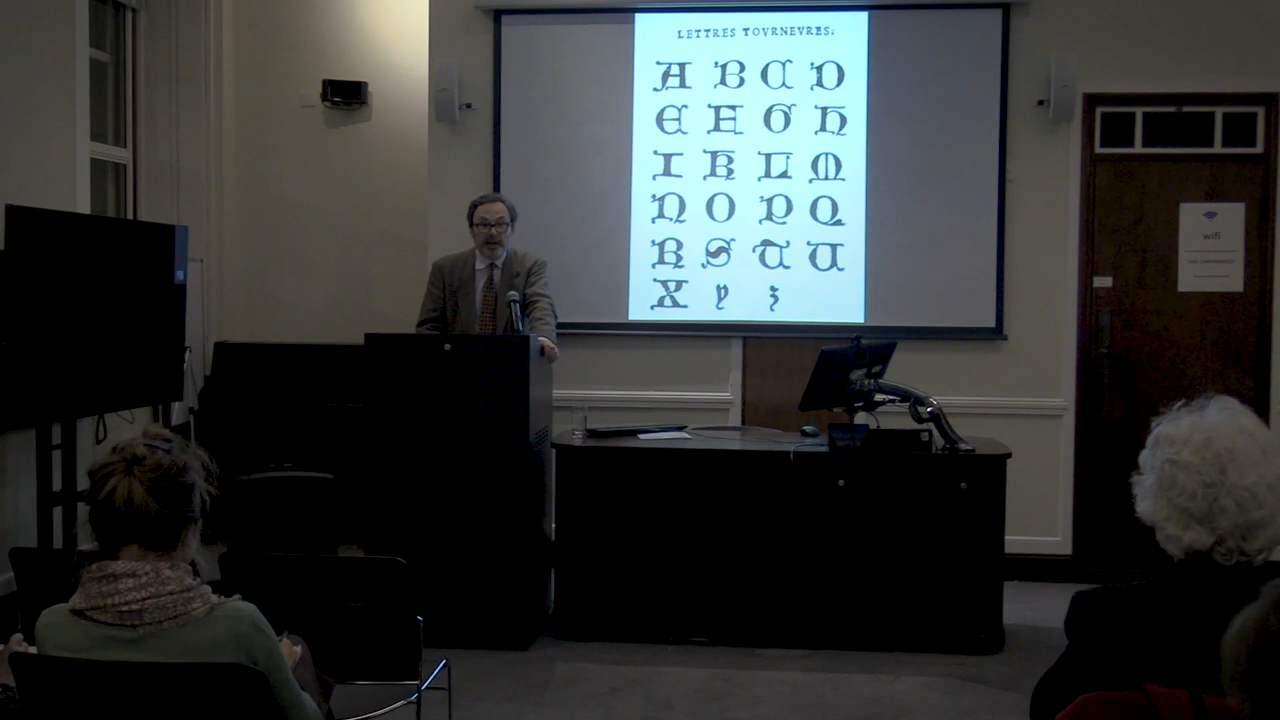 LETTRES TOVRNEVRES.
A B C D
E F G H
I K L M
N O P Q
R S T U
X y z
wifi